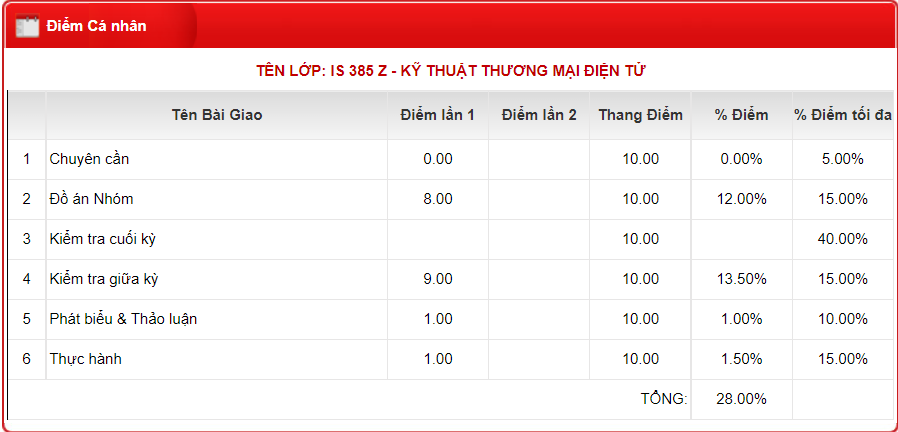 Điểm Cá nhân
TÊN LỚP: IS 385 Z - KỸ THUẬT THƯƠNG MẠI ĐIỆN TỬ
Tên Bài Giao Điểm lần 1 Điểm lần 2 Thang Điểm % Điểm % Điểm tối đa
1 Chuyên cần 0.00 10.00 0.00% 5.00%
2 Đồ án Nhóm 8.00 10.00 12.00% 15.00%
3 Kiểm tra cuối kỳ 10.00 40.00%
4 Kiểm tra giữa kỳ 9.00 10.00 13.50% 15.00%
5 Phát biểu & Thảo luận 1.00 10.00 1.00% 10.00%
6 Thực hành 1.00 10.00 1.50% 15.00%
TỔNG: 28.00%